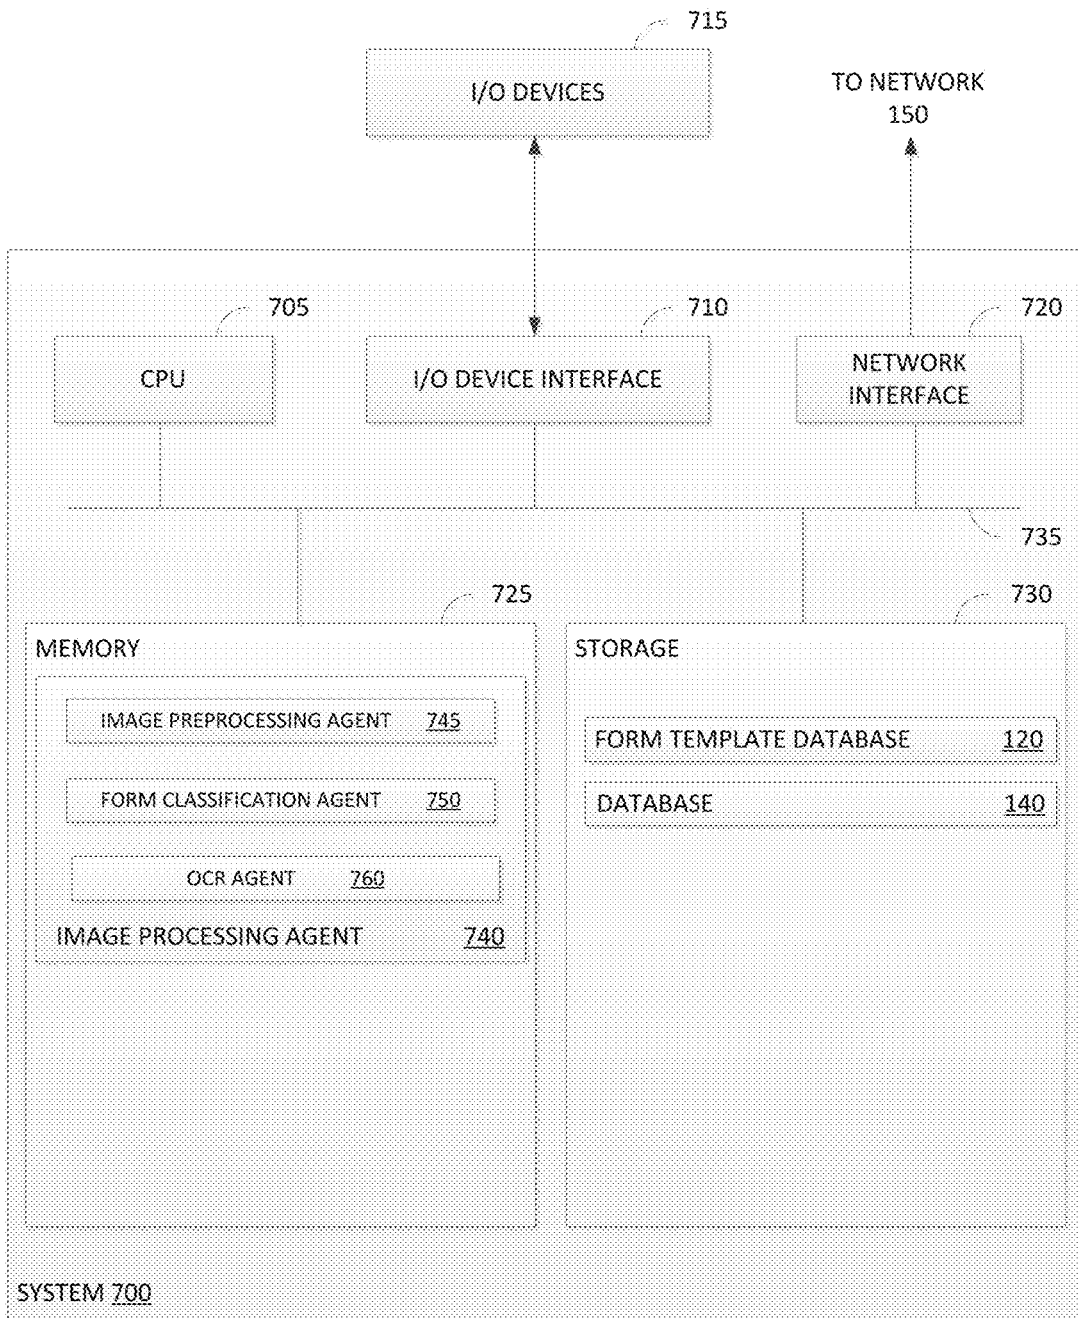 715
I/O DEVICES
TO NETWORK
150
705
710
720
CPU
I/O DEVICE INTERFACE
NETWORK
INTERFACE
735
725
730
MEMORY
STORAGE
IMAGE PREPROCESSING AGENT 745
FORM TEMPLATE DATABASE 120
FORM CLASSIFICATION AGENT 750
DATABASE 140
OCR AGENT 760
IMAGE PROCESSING AGENT 740
SYSTEM 700